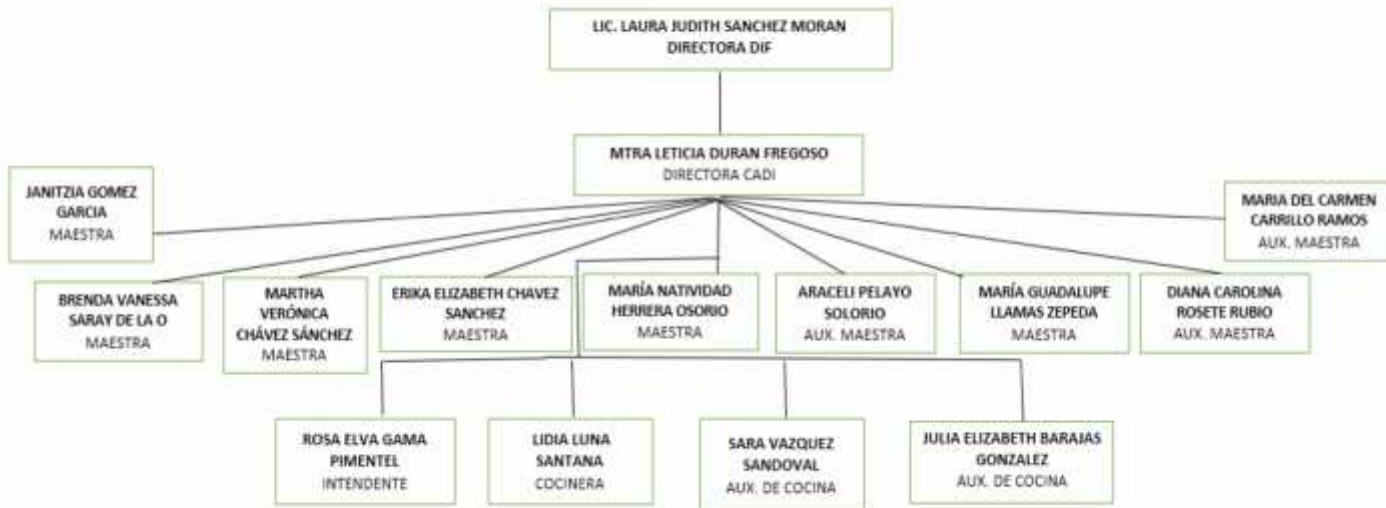 LIC. LAURA JUDITH SANCHEZ MORAN
DIRECTORA DIF
MTRA LETICIA DURAN FREGOSO
DIRECTORA CADI
JANITZIA GOMEZ
GARCIA
MAESTRA
MARIA DEL CARMEN
CARRILLO RAMOS
AUX. MAESTRA
BRENDA VANESSA
SARAY DE LA O
MAESTRA
MARTHA
VERÓNICA
CHÁVEZ SÁNCHEZ
MAESTRA
ERIKA ELIZABETH CHAVEZ
SANCHEZ
MAESTRA
MARÍA NATIVIDAD
HERRERA OSORIO
MAESTRA
ARACELI PELAYO
SOLORIO
AUX. MAESTRA
MARÍA GUADALUPE
LLAMAS ZEPEDA
MAESTRA
DIANA CAROLINA
ROSETE RUBIO
AUX. MAESTRA
ROSA ELVA GAMA
PIMENTEL
INTENDENTE
LIDIA LUNA
SANTANA
COCINERA
SARA VAZQUEZ
SANDOVAL
AUX. DE COCINA
JULIA ELIZABETH BARAJAS
GONZALEZ
AUX. DE COCINA